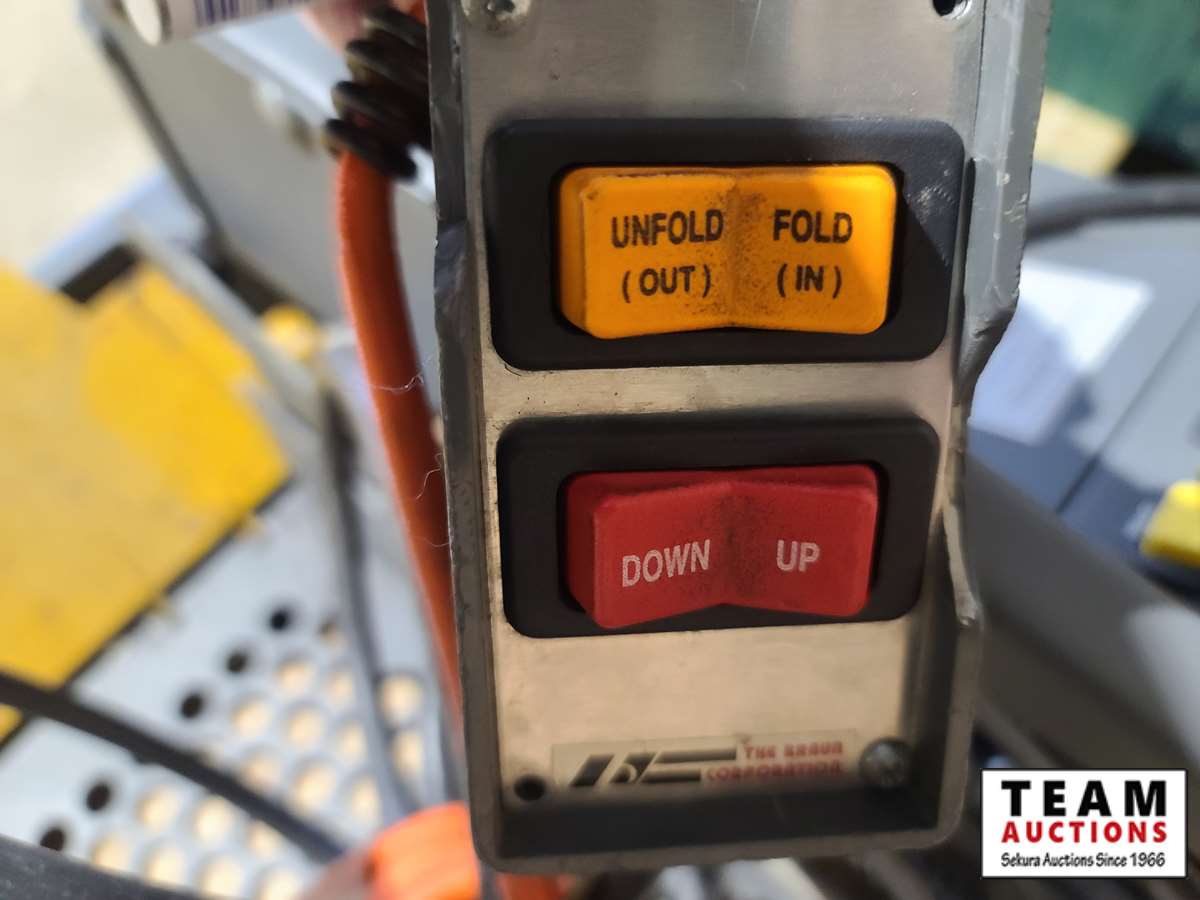 UNFOLD FOLD
(OUT) (IN)
DOWN UP
THE BRAUN
CORPORATION
TEAM
AUCTIONS
Sekura Auctions Since 1966